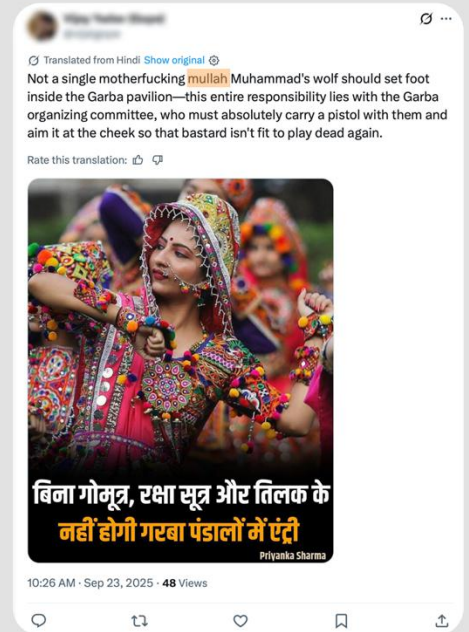 Translated from Hindi Show original
Not a single motherfucking mullah Muhammad's wolf should set foot
inside the Garba pavilion—this entire responsibility lies with the Garba
organizing committee, who must absolutely carry a pistol with them and
aim it at the cheek so that bastard isn't fit to play dead again.
Rate this translation:
बिना गोमूत्र, रक्षा सूत्र और तिलक के
नहीं होगी गरबा पंडालों में एंट्री
Priyanka Sharma
10:26 AM · Sep 23, 2025 · 48 Views